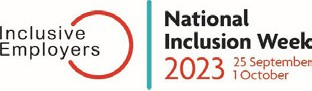 Inclusive
Employers
National
Inclusion Week
2023 25 September
1 October